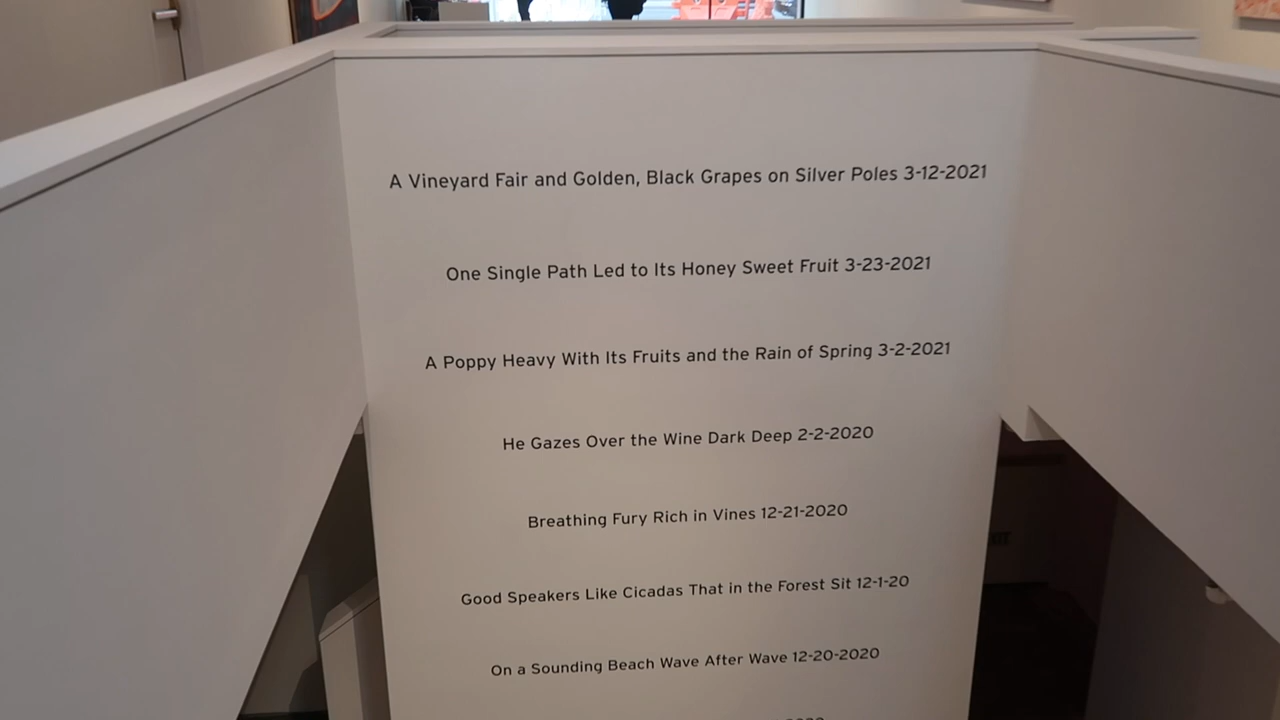 A Vineyard Fair and Golden, Black Grapes on Silver Poles 3-12-2021
One Single Path Led to Its Honey Sweet Fruit 3-23-2021
A Poppy Heavy With Its Fruits and the Rain of Spring 3-2-2021
He Gazes Over the Wine Dark Deep 2-2-2020
Breathing Fury Rich in Vines 12-21-2020
Good Speakers Like Cicadas That in the Forest Sit 12-1-20
On a Sounding Beach Wave After Wave 12-20-2020